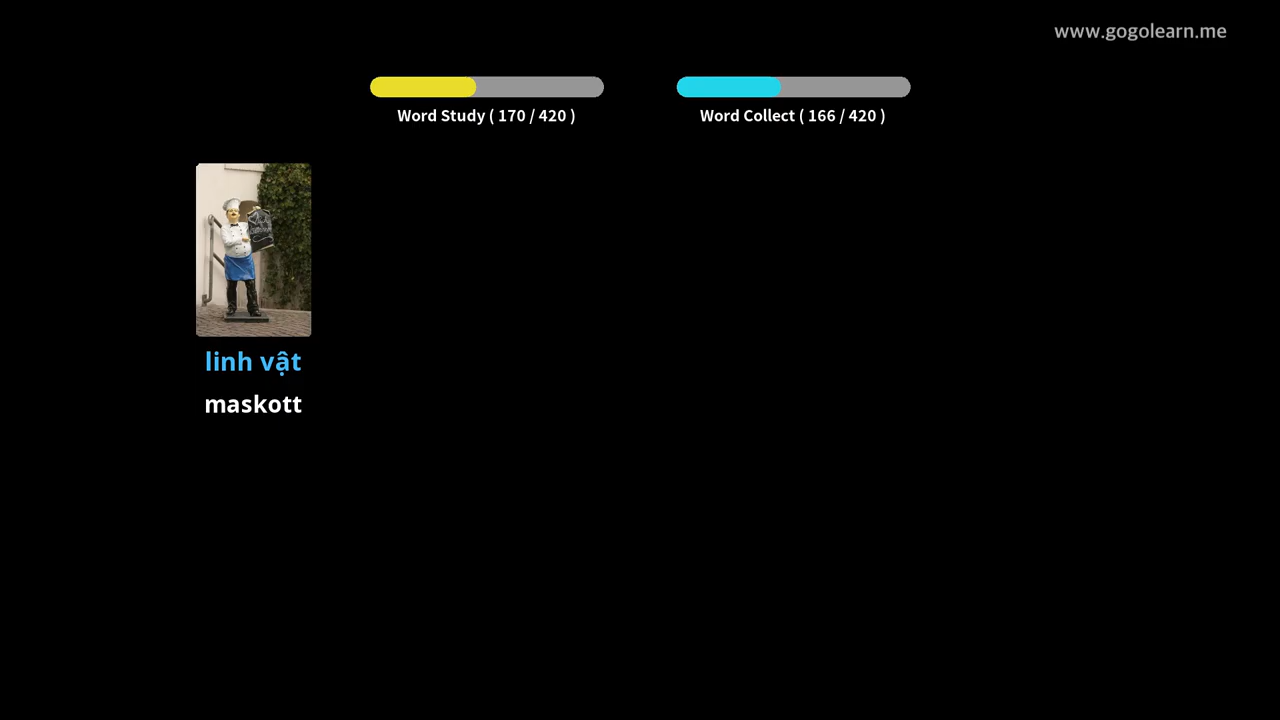 www.gogolearn.me
Word Study ( 170 / 420 )
Word Collect ( 166 / 420 )
linh vật
maskott